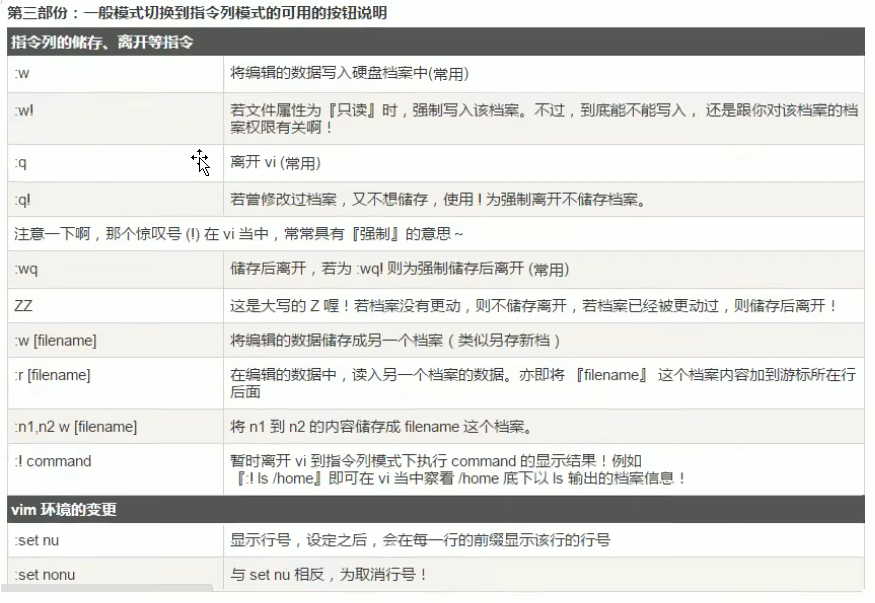 第三部份：一般模式切换到指令列模式的可用的按钮说明
指令列的储存、离开等指令
:w 将编辑的数据写入硬盘档案中(常用)
:w! 若文件属性为『只读』时，强制写入该档案。不过，到底能不能写入， 还是跟你对该档案的档
案权限有关啊！
:q 离开 vi (常用)
:q! 若曾修改过档案，又不想储存，使用 ! 为强制离开不储存档案。
注意一下啊，那个惊叹号 (!) 在 vi 当中，常常具有『强制』的意思～
:wq 储存后离开，若为 :wq! 则为强制储存后离开 (常用)
ZZ 这是大写的 Z 喔！若档案没有更动，则不储存离开，若档案已经被更动过，则储存后离开！
:w [filename] 将编辑的数据储存成另一个档案（类似另存新档）
:r [filename] 在编辑的数据中，读入另一个档案的数据。亦即将 『filename』 这个档案内容加到游标所在行
后面
:n1,n2 w [filename] 将 n1 到 n2 的内容储存成 filename 这个档案。
:! command 暂时离开 vi 到指令列模式下执行 command 的显示结果！例如
『:! ls /home』即可在 vi 当中察看 /home 底下以 ls 输出的档案信息！
vim 环境的变更
:set nu 显示行号，设定之后，会在每一行的前缀显示该行的行号
:set nonu 与 set nu 相反，为取消行号！